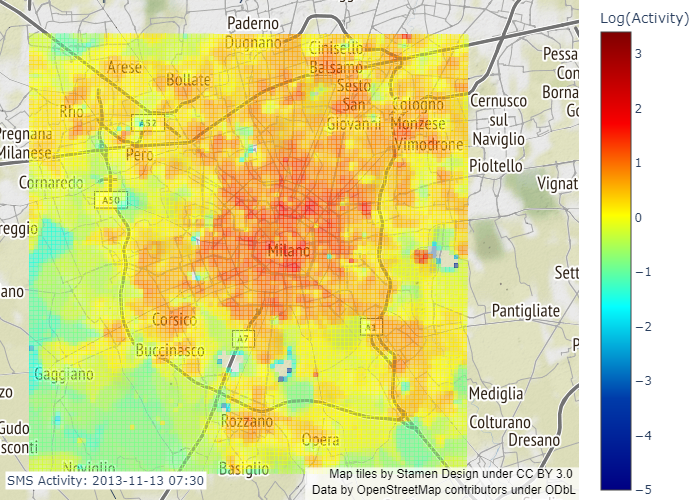 Paderno
Dugnano
Cinisello
Balsamo
Arese
Bollate
Sesto
San
Giovanni
Rho
Cologno
Monzese
Vimodrone
Cernusco
sul
Naviglio
Pessa
Con
Borna
Go
A52
Pregnana
Milanese
Pero
Pioltello
Cornaredo
Vignat
A50
reggio
Milano
Sett
ano
Pantigliate
Corsico
A7
Buccinasco
P
Gaggiano
zo
Mediglia
Rozzano
Colturano
Gudo
sconti
Opera
Dresano
Noviglio
Basiglio
SMS Activity: 2013-11-13 07:30
Map tiles by Stamen Design under CC BY 3.0
Data by OpenStreetMap contributors under ODbL
Log(Activity)
3
2
1
0
−1
−2
−3
−4
−5